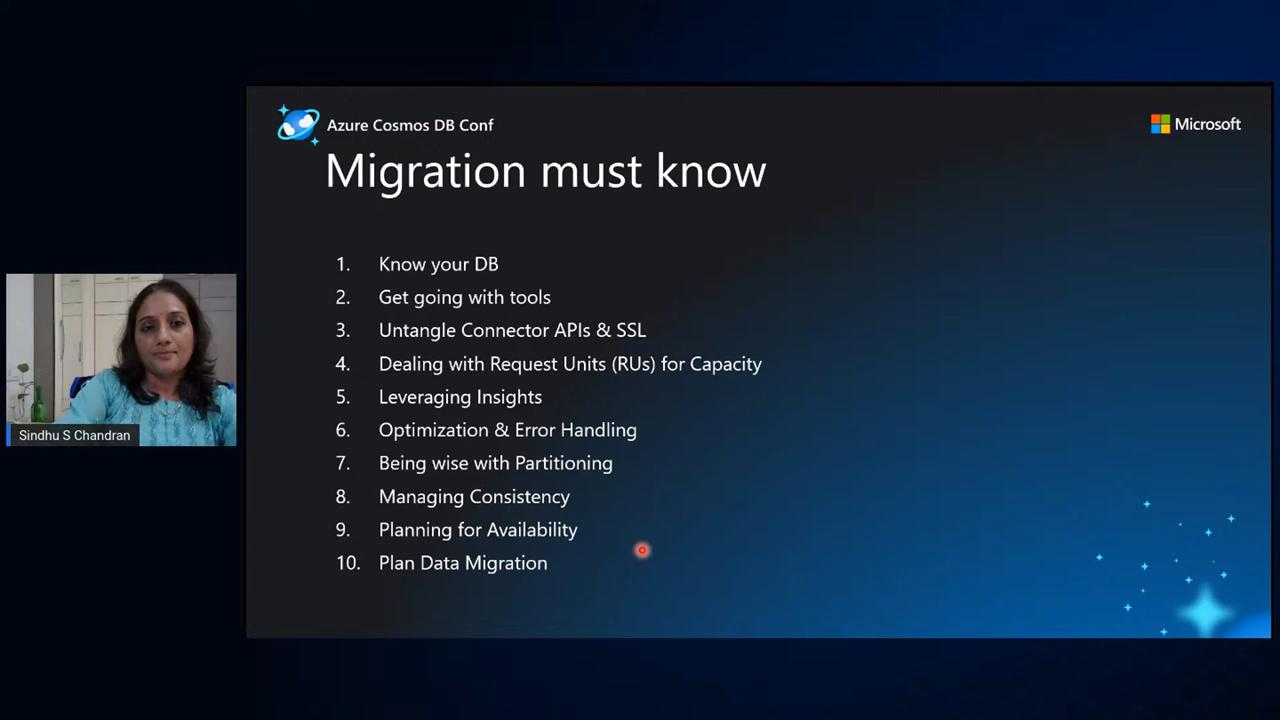 Azure Cosmos DB Conf
Microsoft
Migration must know
1. Know your DB
2. Get going with tools
3. Untangle Connector APIs & SSL
4. Dealing with Request Units (RUs) for Capacity
5. Leveraging Insights
6. Optimization & Error Handling
7. Being wise with Partitioning
8. Managing Consistency
9. Planning for Availability
10. Plan Data Migration
Sindhu S Chandran